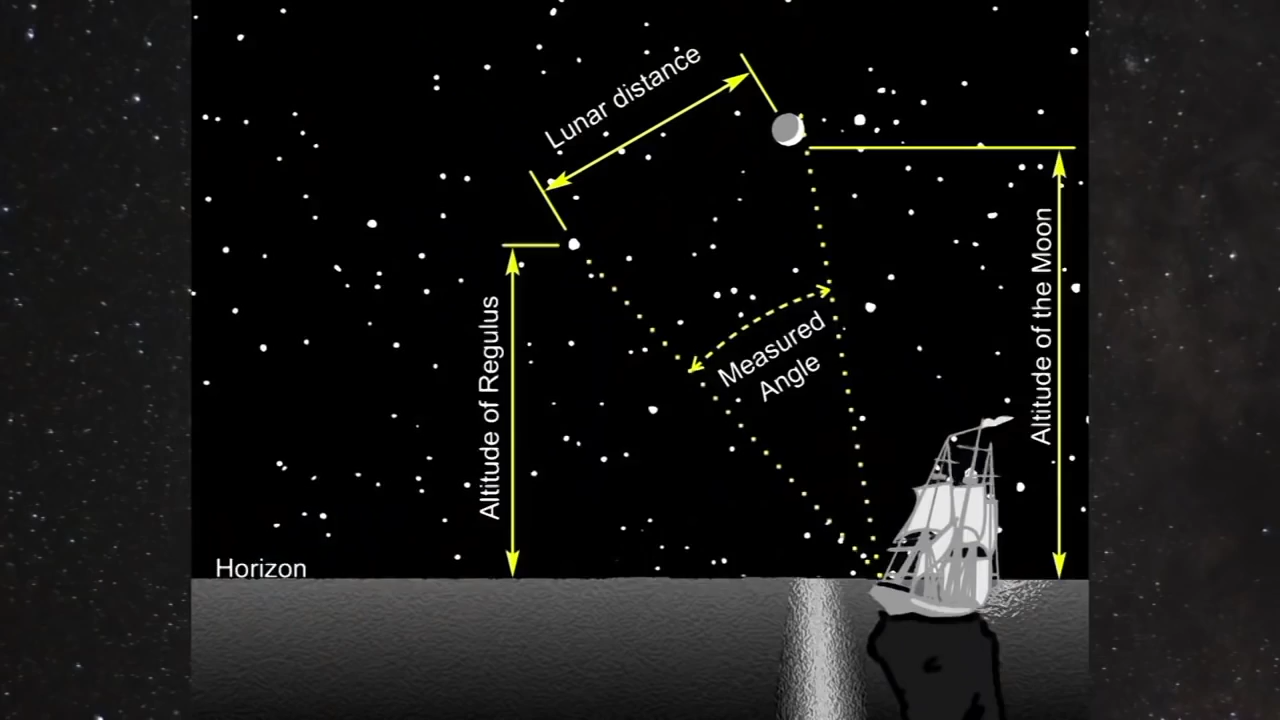 Lunar distance
Altitude of Regulus
Measured
Angle
Altitude of the Moon
Horizon